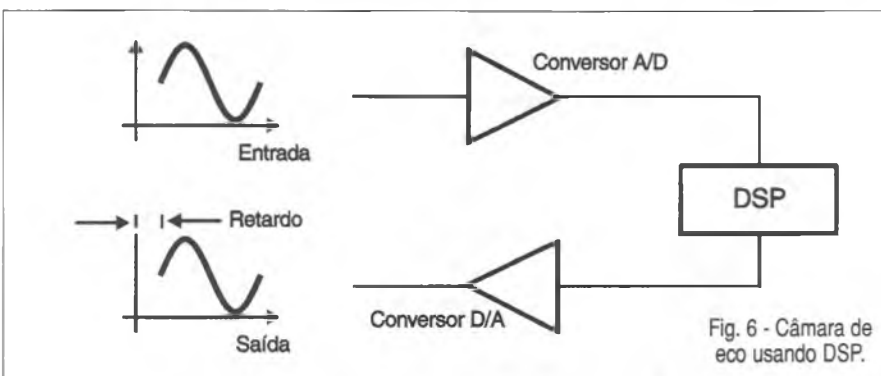 Conversor A/D
Entrada
DSP
Retardo
Conversor D/A
Saída
Fig. 6 - Câmara de
eco usando DSP.